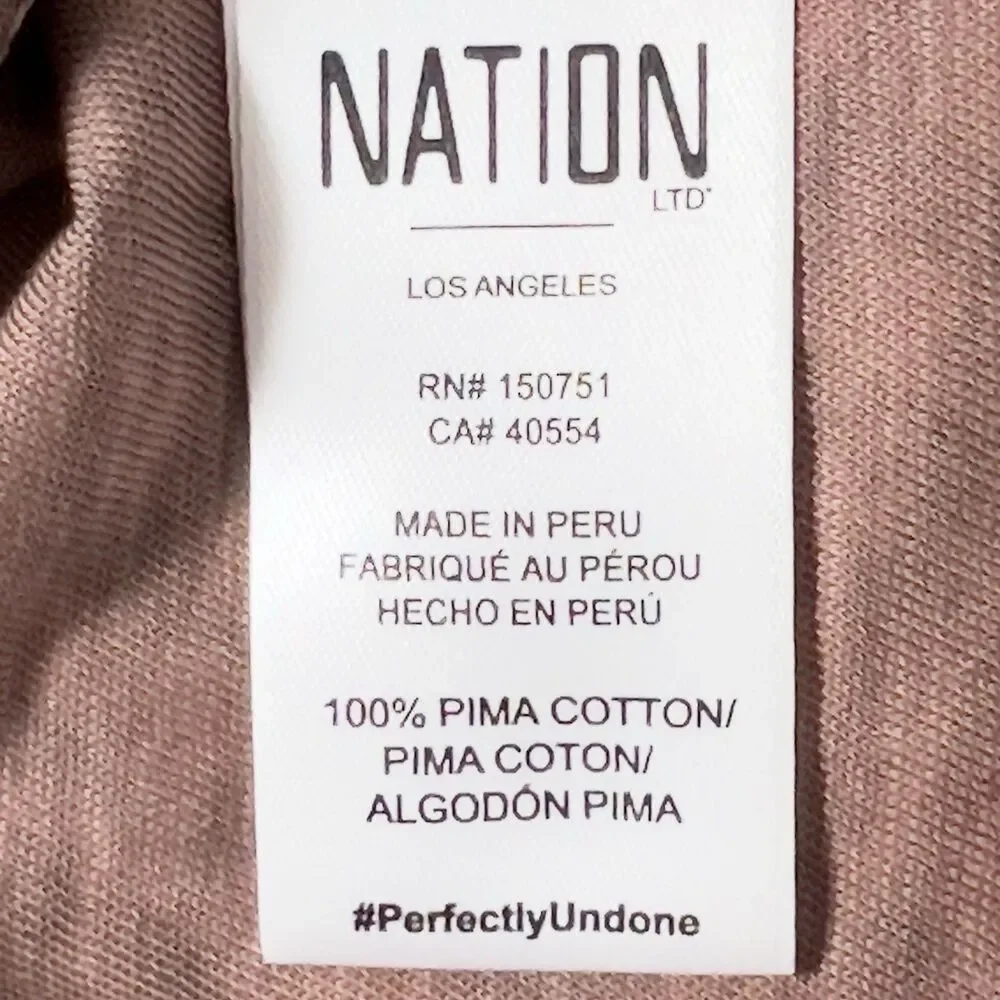 NATION
LTD
LOS ANGELES
RN# 150751
CA# 40554
MADE IN PERU
FABRIQUÉ AU PÉROU
HECHO EN PERÚ
100% PIMA COTTON/
PIMA COTON/
ALGODÓN PIMA
#PerfectlyUndone